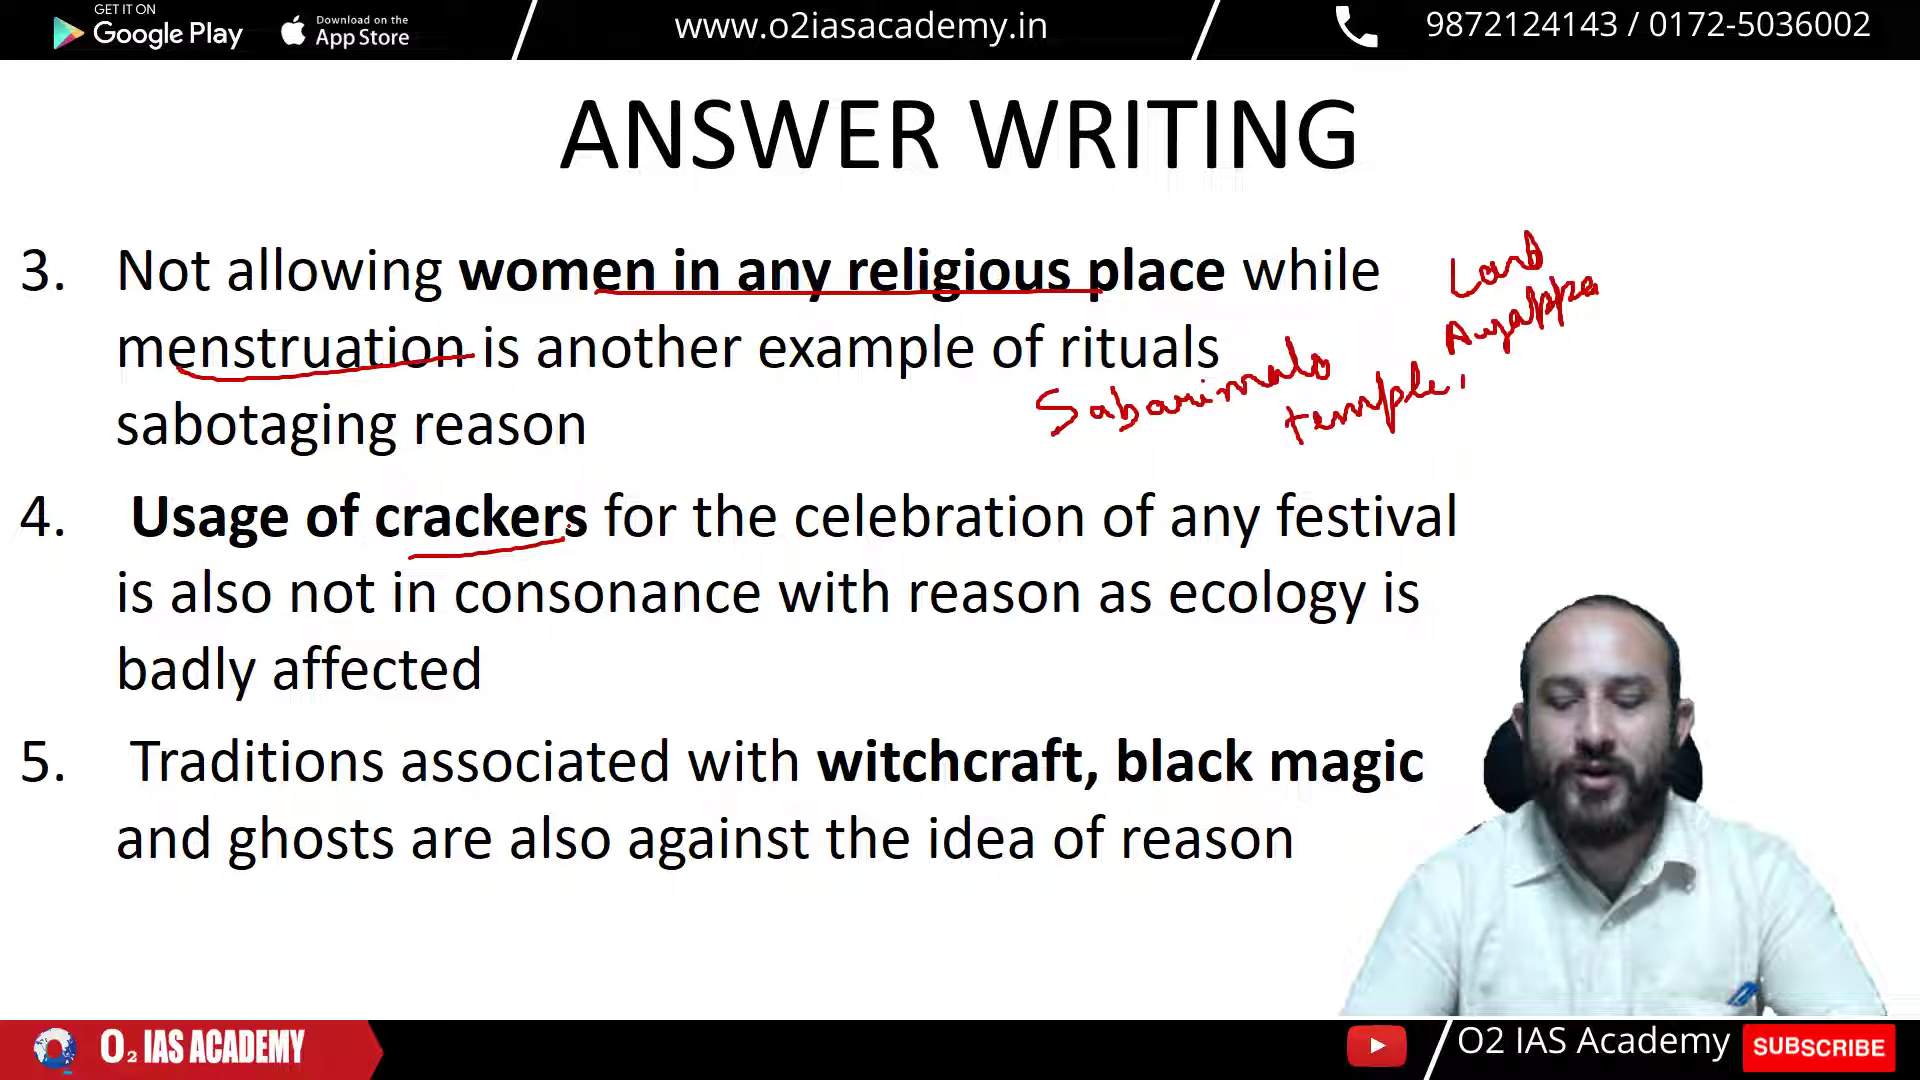 GET IT ON
Google Play
Download on the
App Store
www.o2iasacademy.in
9872124143 / 0172-5036002
ANSWER WRITING
3. Not allowing women in any religious place while
menstruation is another example of rituals
sabotaging reason
Lord
Ayyappa
Sabarimala
temple,
4. Usage of crackers for the celebration of any festival
is also not in consonance with reason as ecology is
badly affected
5. Traditions associated with witchcraft, black magic
and ghosts are also against the idea of reason
O2 IAS ACADEMY
O2 IAS Academy
SUBSCRIBE